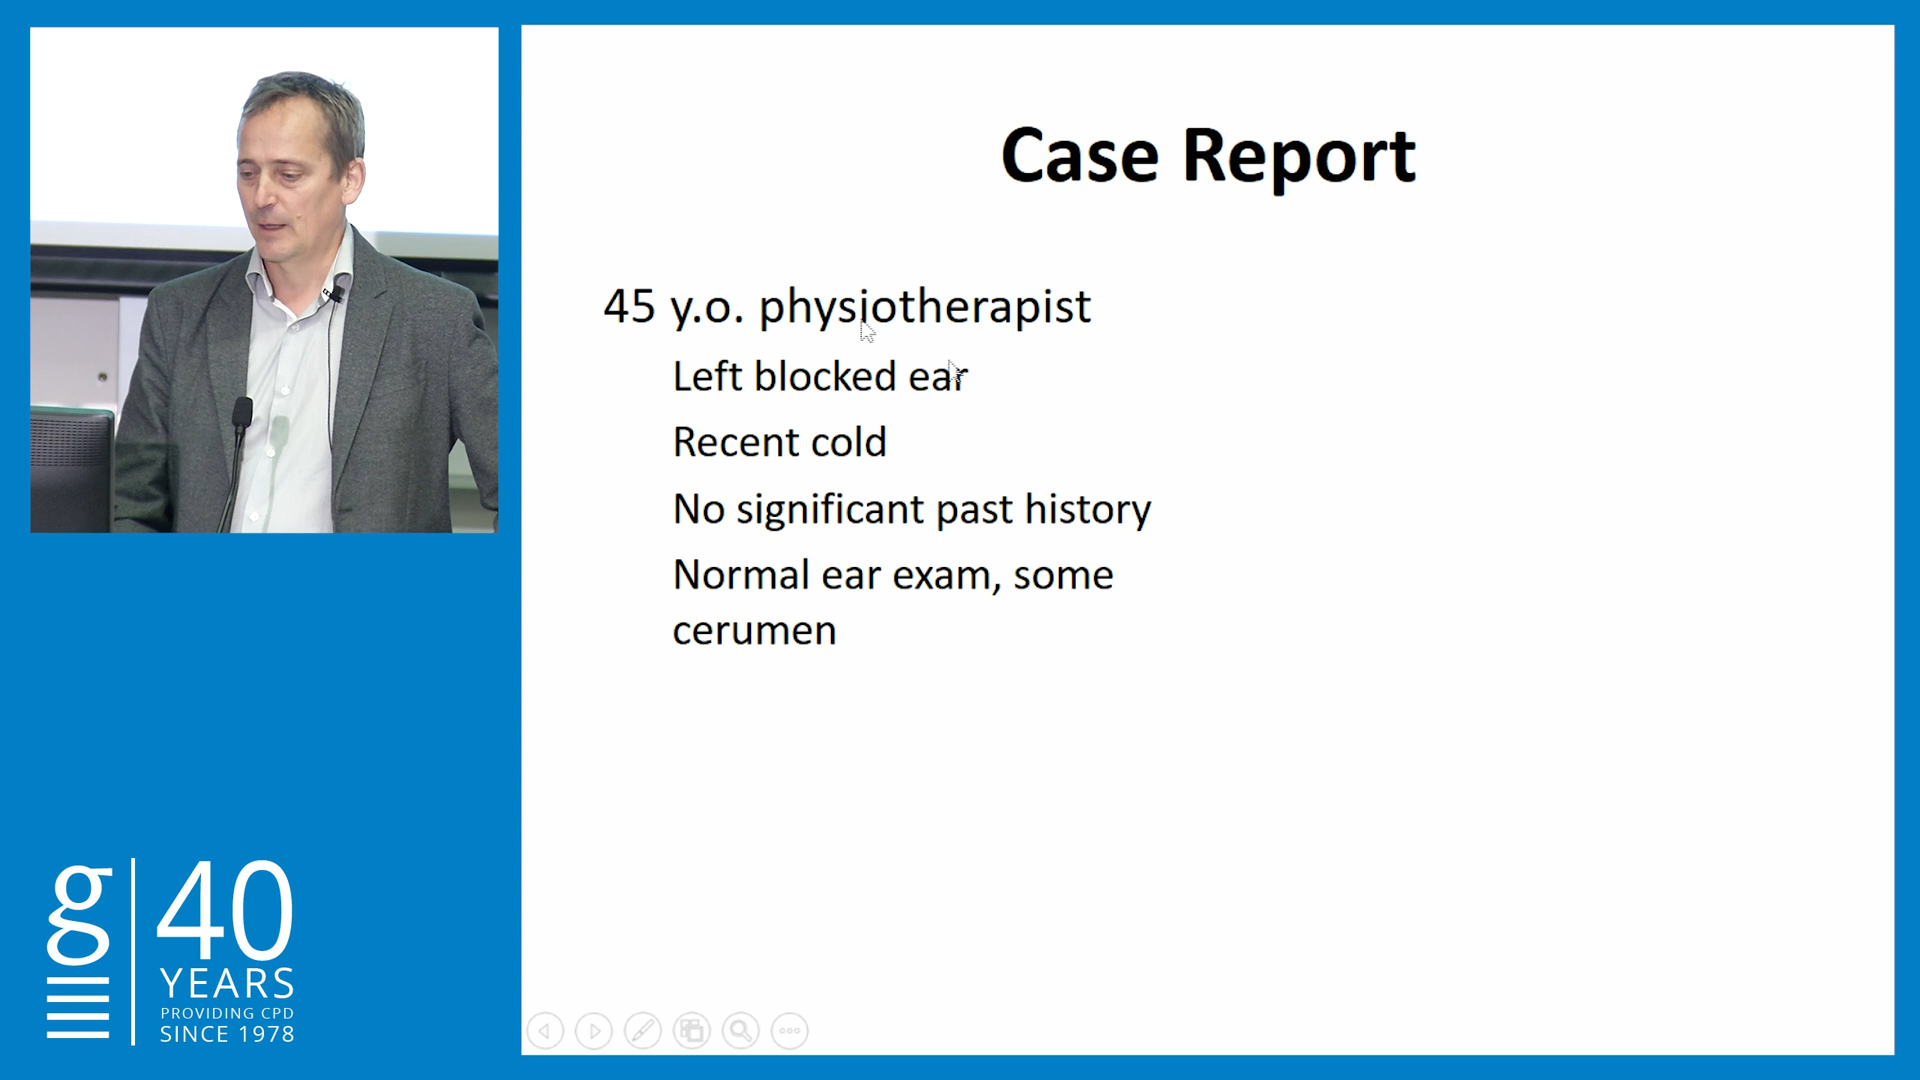 Case Report
45 y.o. physiotherapist
Left blocked ear
Recent cold
No significant past history
Normal ear exam, some
cerumen
g
40
YEARS
PROVIDING CPD
SINCE 1978